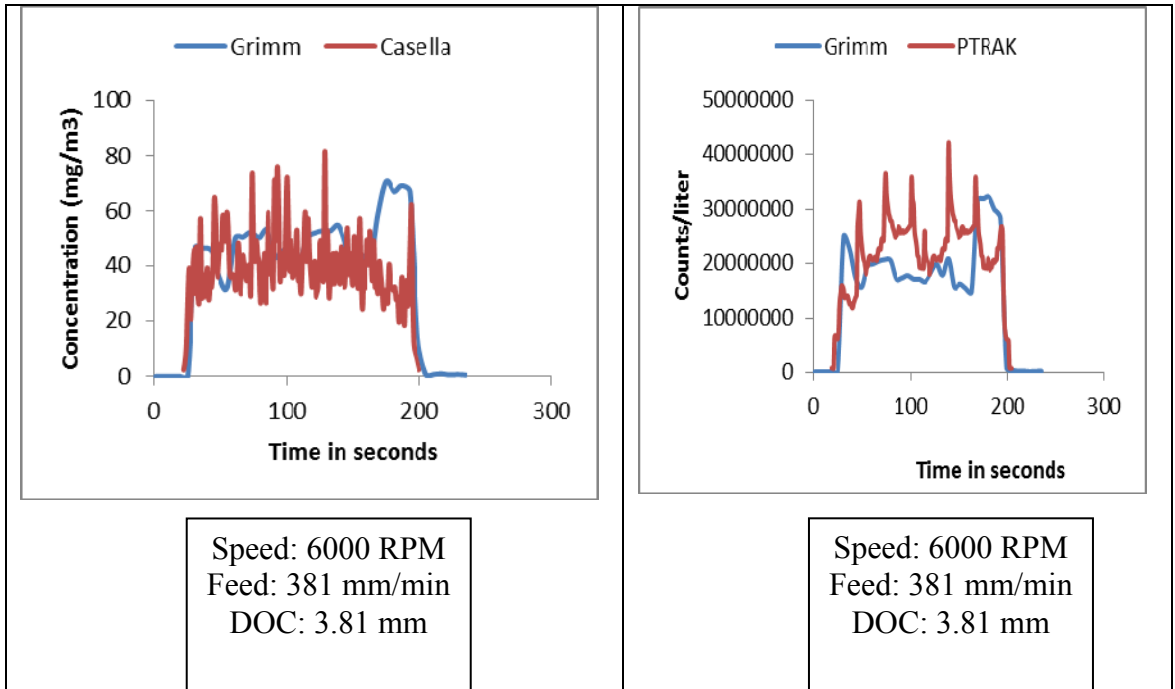 Grimm Casella
100
80
60
40
20
0
Concentration (mg/m3)
0 100 200 300
Time in seconds
Speed: 6000 RPM
Feed: 381 mm/min
DOC: 3.81 mm
Grimm PTRAK
50000000
40000000
30000000
20000000
10000000
0
Counts/liter
0 100 200 300
Time in seconds
Speed: 6000 RPM
Feed: 381 mm/min
DOC: 3.81 mm